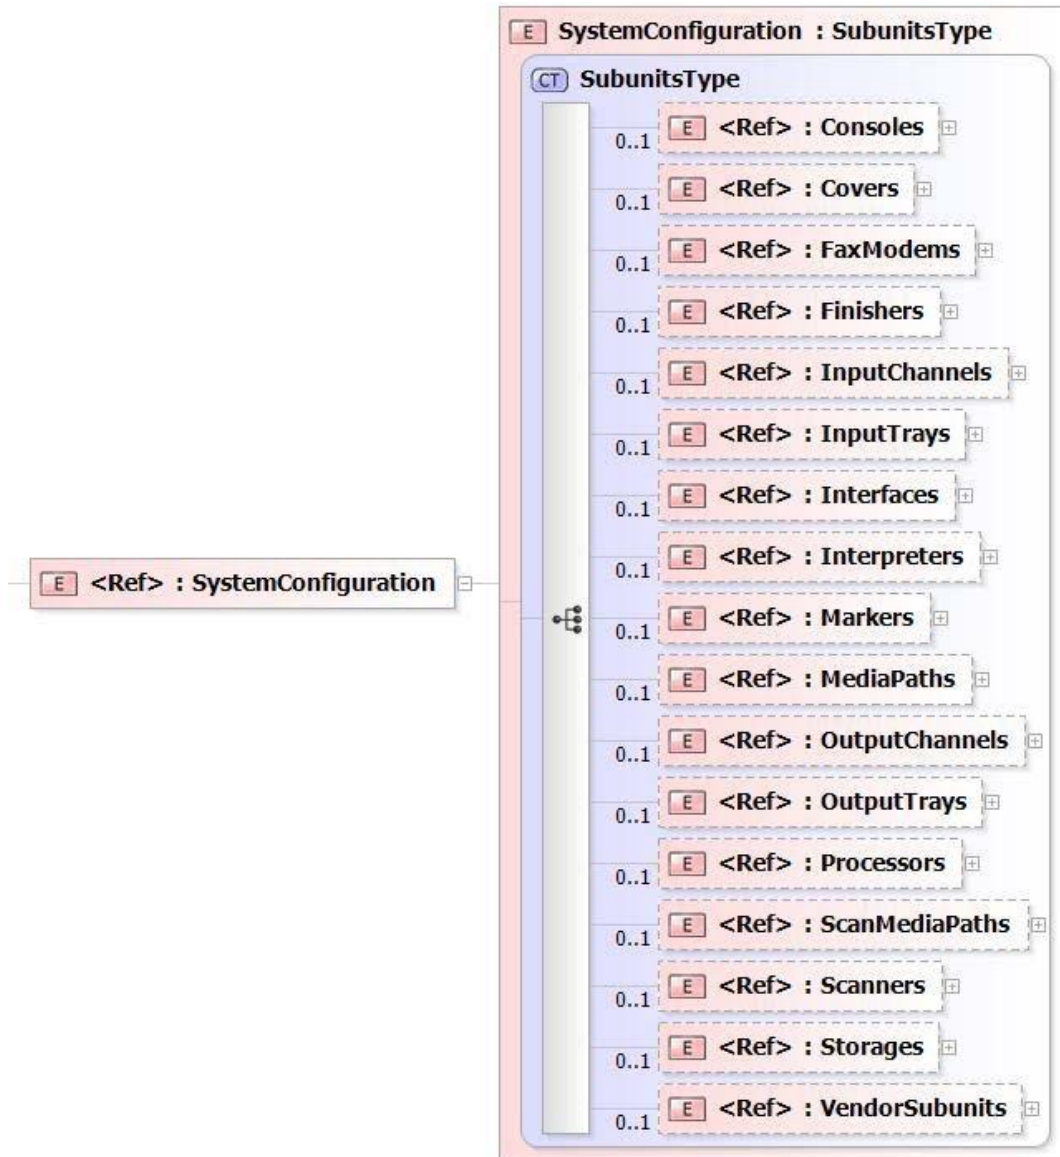 E SystemConfiguration : SubunitsType
CT SubunitsType
E <Ref> : Consoles
0..1
E <Ref> : Covers
0..1
E <Ref> : FaxModems
0..1
E <Ref> : Finishers
0..1
E <Ref> : InputChannels
0..1
E <Ref> : InputTrays
0..1
E <Ref> : Interfaces
0..1
E <Ref> : Interpreters
0..1
E <Ref> : SystemConfiguration
E <Ref> : Markers
0..1
E <Ref> : MediaPaths
0..1
E <Ref> : OutputChannels
0..1
E <Ref> : OutputTrays
0..1
E <Ref> : Processors
0..1
E <Ref> : ScanMediaPaths
0..1
E <Ref> : Scanners
0..1
E <Ref> : Storages
0..1
E <Ref> : VendorSubunits
0..1